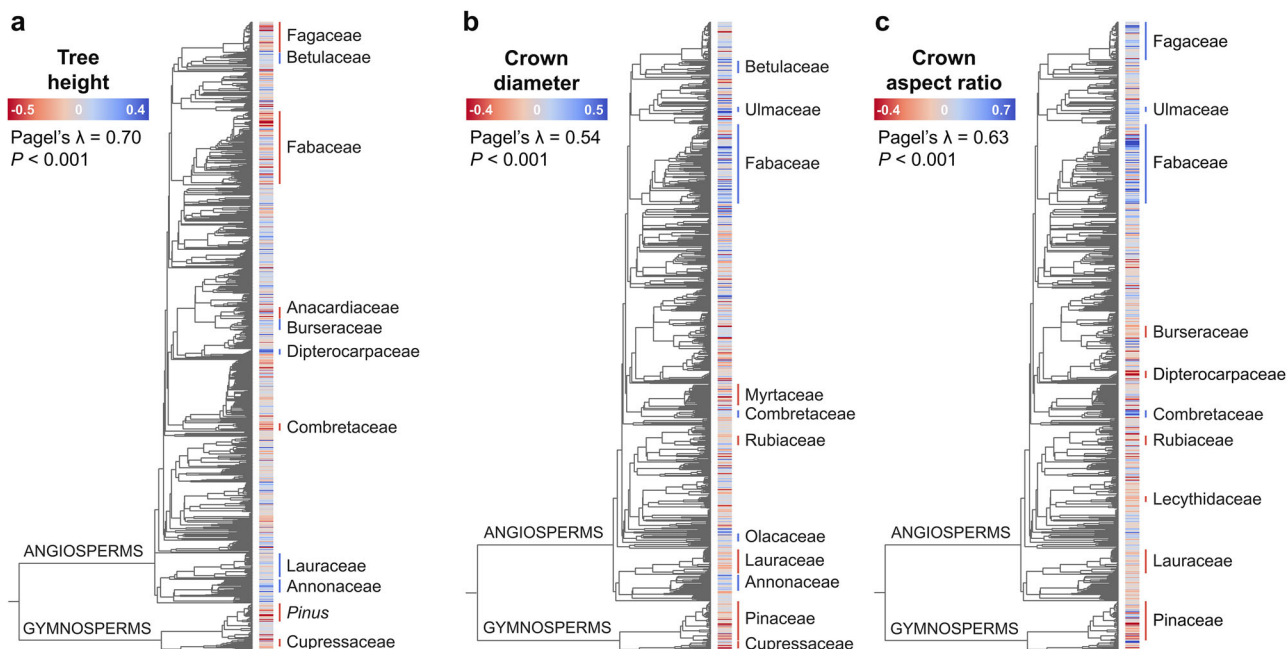 a
Tree
height
-0.5 0 0.4
Pagel's λ = 0.70
P < 0.001
Fagaceae
Betulaceae
Fabaceae
Anacardiaceae
Burseraceae
Dipterocarpaceae
Combretaceae
ANGIOSPERMS
Lauraceae
Annonaceae
Pinus
GYMNOSPERMS
Cupressaceae
b
Crown
diameter
-0.4 0 0.5
Pagel's λ = 0.54
P < 0.001
Betulaceae
Ulmaceae
Fabaceae
Myrtaceae
Combretaceae
Rubiaceae
Olacaceae
ANGIOSPERMS
Lauraceae
Annonaceae
Pinaceae
GYMNOSPERMS
Cupressaceae
c
Crown
aspect ratio
-0.4 0 0.7
Pagel's λ = 0.63
P < 0.001
Fagaceae
Ulmaceae
Fabaceae
Burseraceae
Dipterocarpaceae
Combretaceae
Rubiaceae
Lecythidaceae
ANGIOSPERMS
Lauraceae
Pinaceae
GYMNOSPERMS